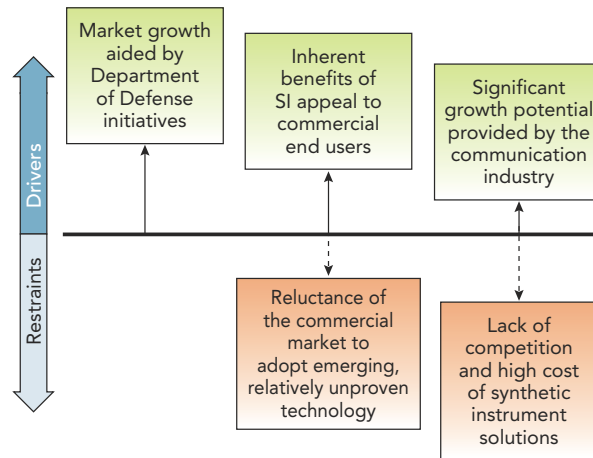 Market growth
aided by
Department
of Defense
initiatives
Inherent
benefits of
SI appeal to
commercial
end users
Significant
growth potential
provided by the
communication
industry
Drivers
Restraints
Reluctance of
the commercial
market to
adopt emerging,
relatively unproven
technology
Lack of
competition
and high cost
of synthetic
instrument
solutions